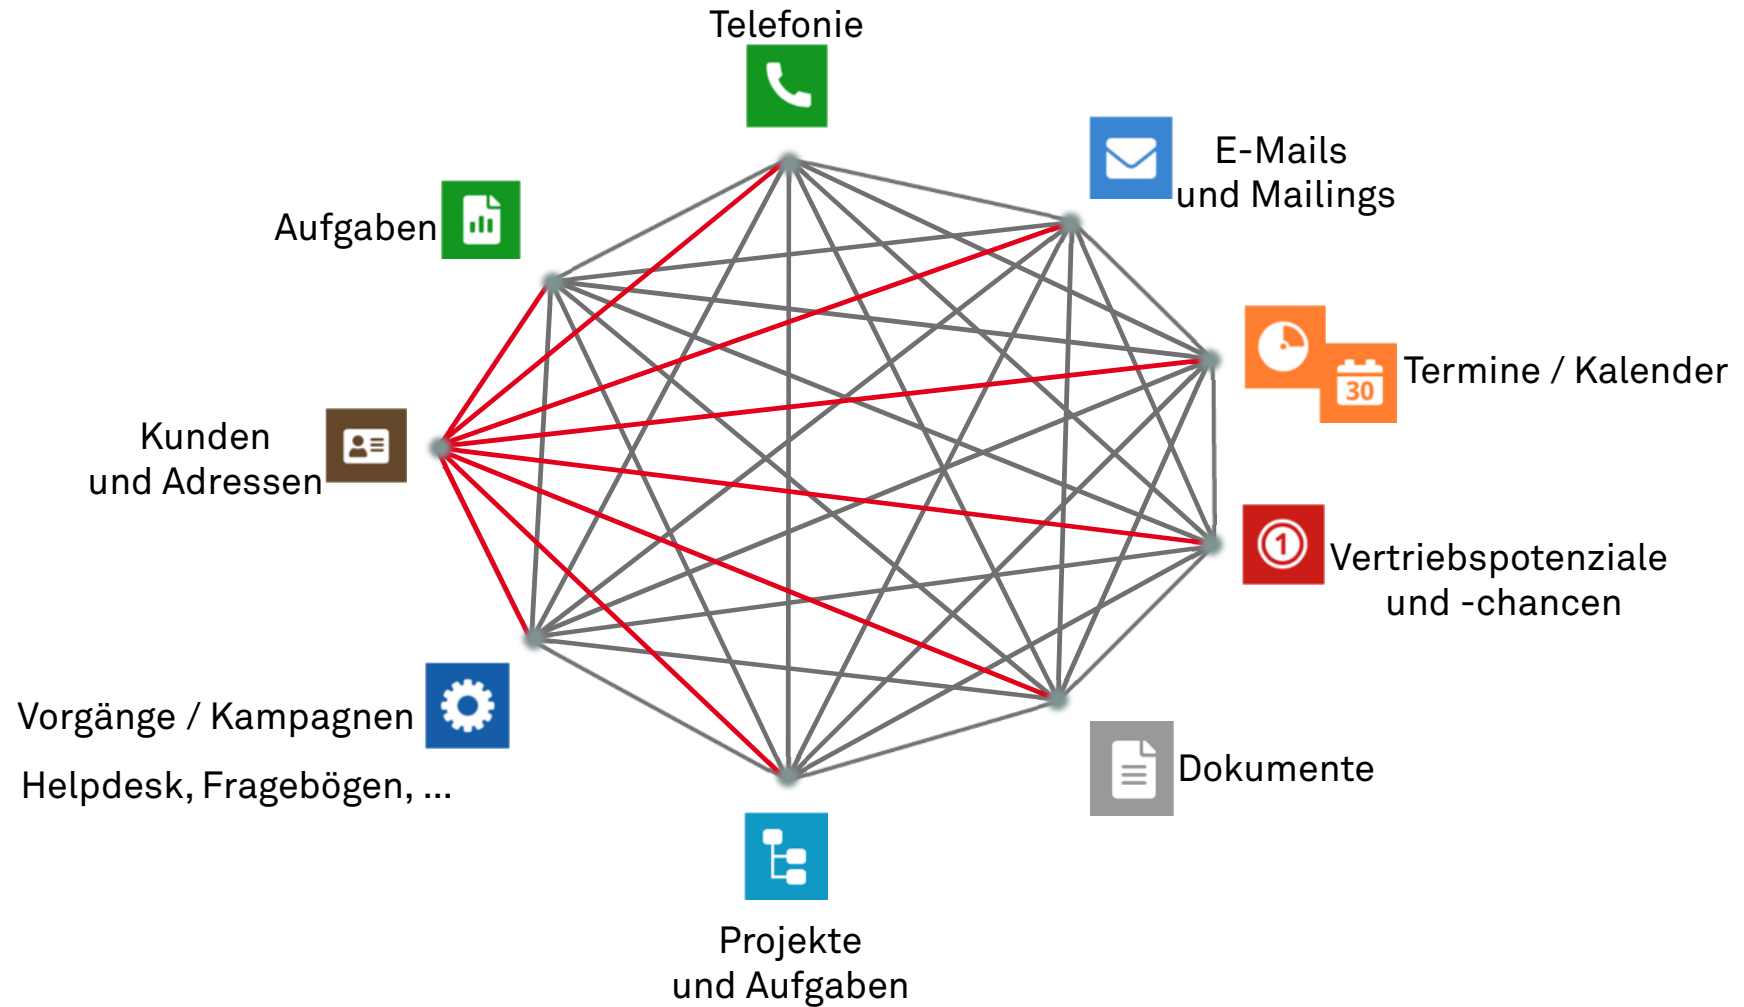 Telefonie
E-Mails
und Mailings
Aufgaben
30
Termine / Kalender
Kunden
und Adressen
1
Vertriebspotenziale
und -chancen
Vorgänge / Kampagnen
Helpdesk, Fragebögen, ...
Dokumente
Projekte
und Aufgaben